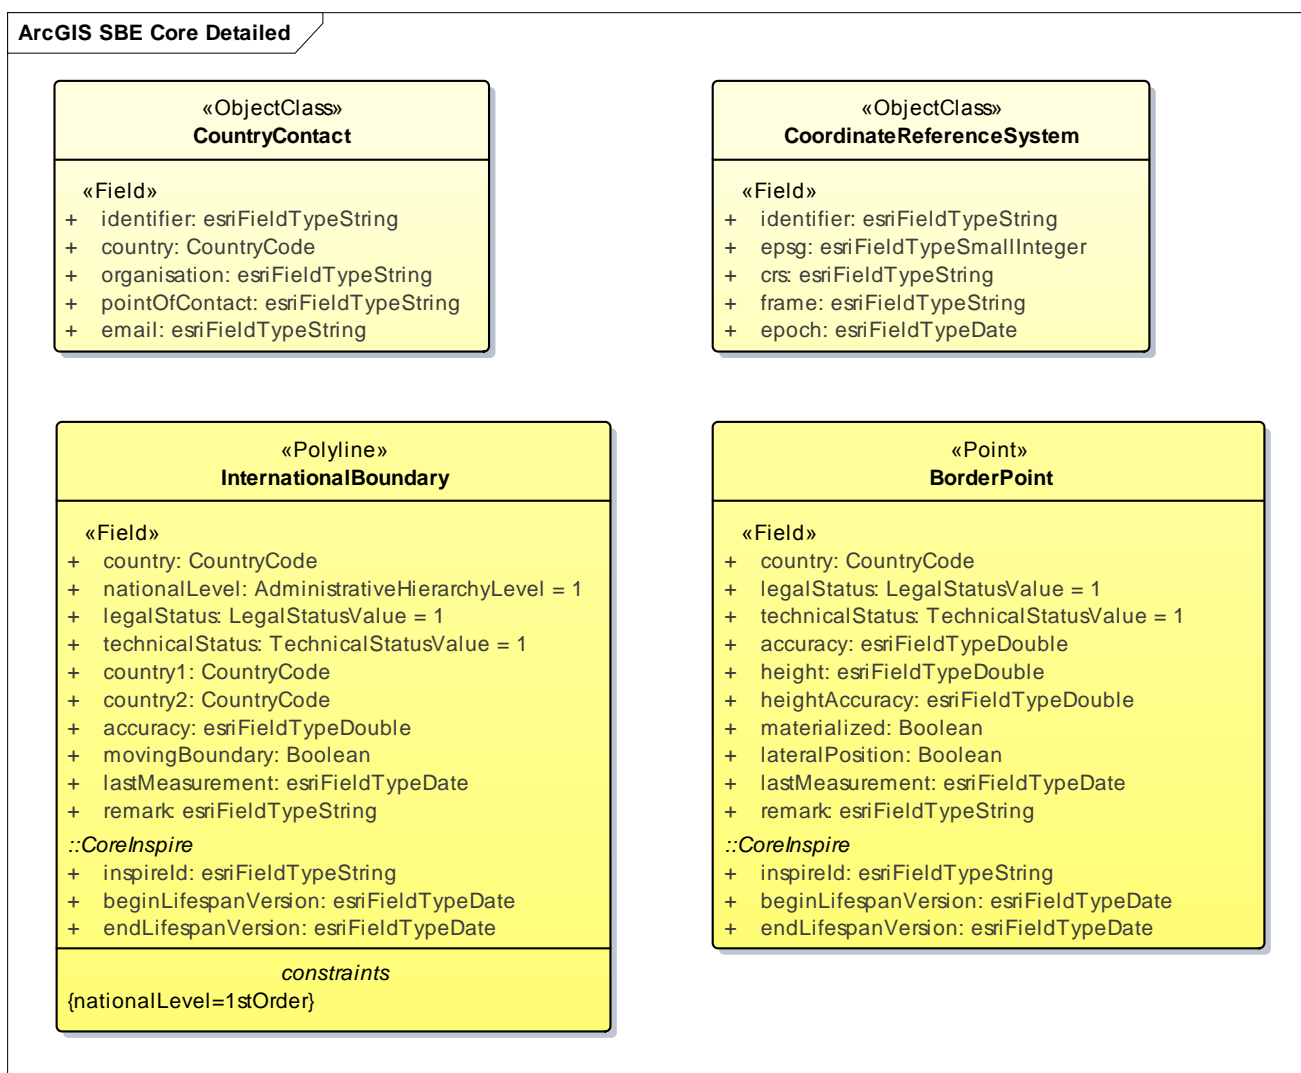 ArcGIS SBE Core Detailed
«ObjectClass»
CountryContact
«Field»
+ identifier: esriFieldTypeString
+ country: CountryCode
+ organisation: esriFieldTypeString
+ pointOfContact: esriFieldTypeString
+ email: esriFieldTypeString
«ObjectClass»
CoordinateReferenceSystem
«Field»
+ identifier: esriFieldTypeString
+ epsg: esriFieldTypeSmallInteger
+ crs: esriFieldTypeString
+ frame: esriFieldTypeString
+ epoch: esriFieldTypeDate
«Polyline»
InternationalBoundary
«Field»
+ country: CountryCode
+ nationalLevel: AdministrativeHierarchyLevel = 1
+ legalStatus: LegalStatusValue = 1
+ technicalStatus: TechnicalStatusValue = 1
+ country1: CountryCode
+ country2: CountryCode
+ accuracy: esriFieldTypeDouble
+ movingBoundary: Boolean
+ lastMeasurement: esriFieldTypeDate
+ remark: esriFieldTypeString
::CoreInspire
+ inspireId: esriFieldTypeString
+ beginLifespanVersion: esriFieldTypeDate
+ endLifespanVersion: esriFieldTypeDate
constraints
{nationalLevel=1stOrder}
«Point»
BorderPoint
«Field»
+ country: CountryCode
+ legalStatus: LegalStatusValue = 1
+ technicalStatus: TechnicalStatusValue = 1
+ accuracy: esriFieldTypeDouble
+ height: esriFieldTypeDouble
+ heightAccuracy: esriFieldTypeDouble
+ materialized: Boolean
+ lateralPosition: Boolean
+ lastMeasurement: esriFieldTypeDate
+ remark: esriFieldTypeString
::CoreInspire
+ inspireId: esriFieldTypeString
+ beginLifespanVersion: esriFieldTypeDate
+ endLifespanVersion: esriFieldTypeDate